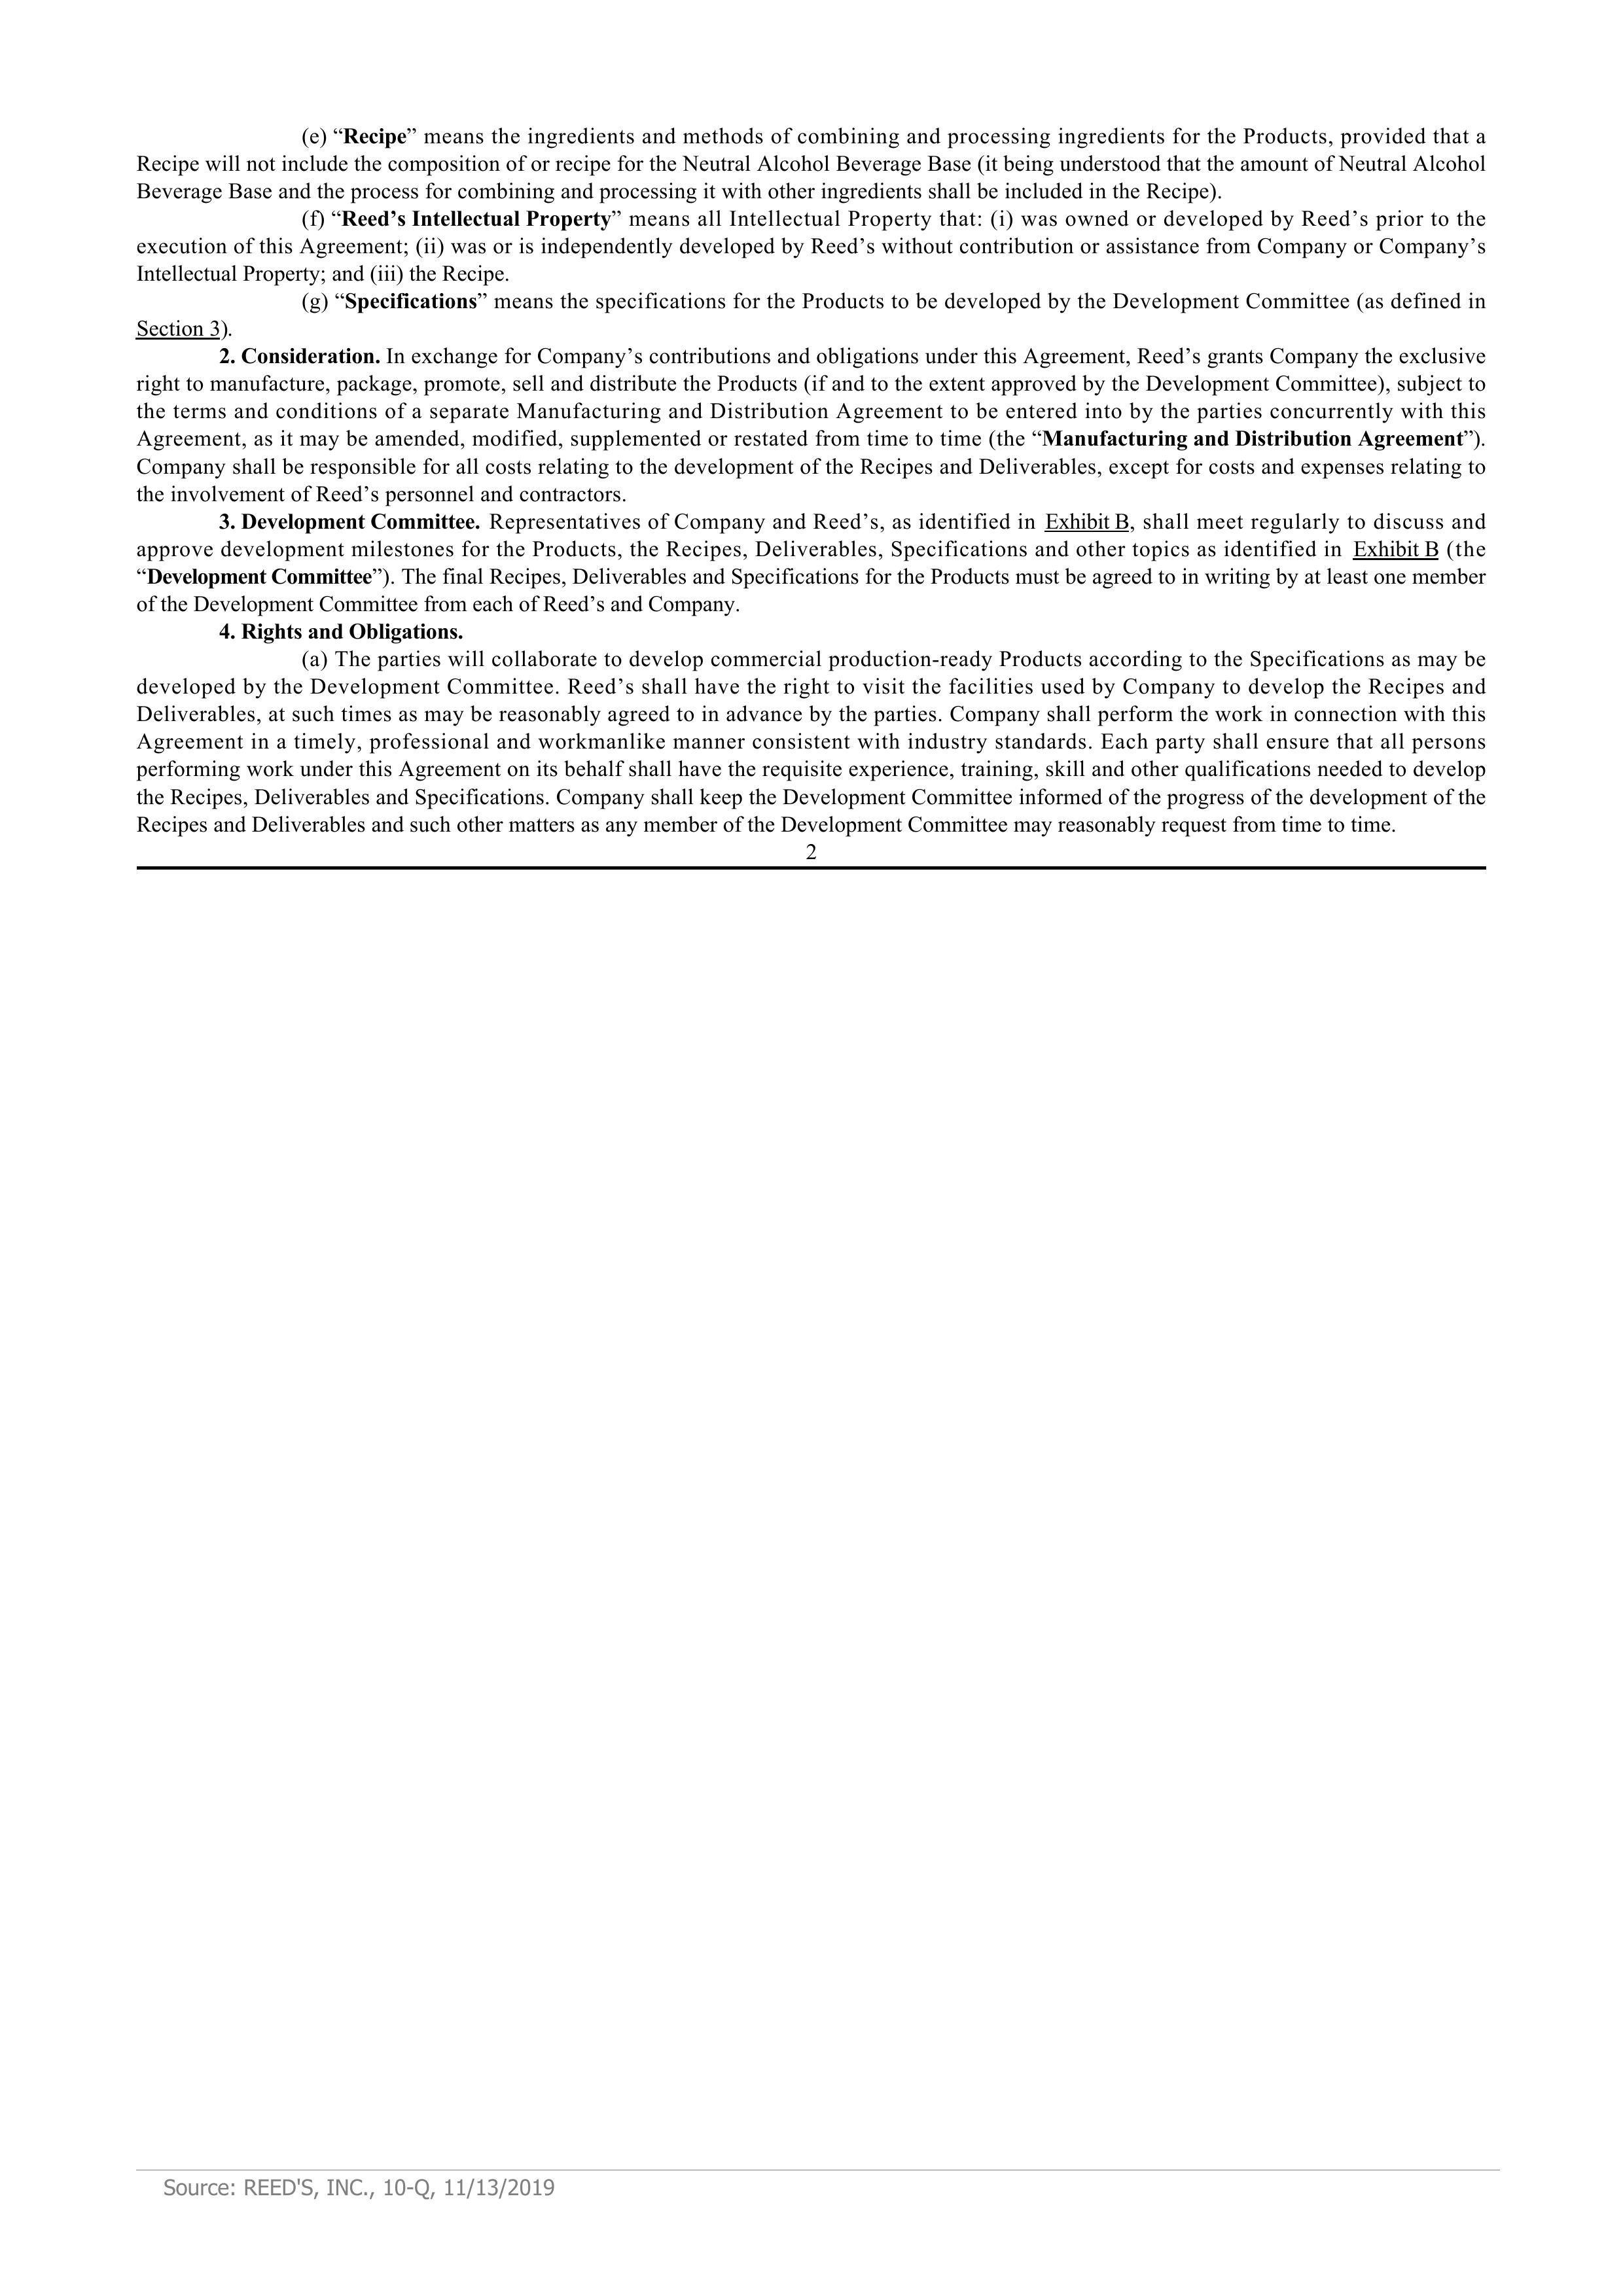 (e) “Recipe” means the ingredients and methods of combining and processing ingredients for the Products, provided that a
Recipe will not include the composition of or recipe for the Neutral Alcohol Beverage Base (it being understood that the amount of Neutral Alcohol
Beverage Base and the process for combining and processing it with other ingredients shall be included in the Recipe).
(f) “Reed’s Intellectual Property” means all Intellectual Property that: (i) was owned or developed by Reed’s prior to the
execution of this Agreement; (ii) was or is independently developed by Reed’s without contribution or assistance from Company or Company’s
Intellectual Property; and (iii) the Recipe.
(g) “Specifications” means the specifications for the Products to be developed by the Development Committee (as defined in
Section 3).
2. Consideration. In exchange for Company’s contributions and obligations under this Agreement, Reed’s grants Company the exclusive
right to manufacture, package, promote, sell and distribute the Products (if and to the extent approved by the Development Committee), subject to
the terms and conditions of a separate Manufacturing and Distribution Agreement to be entered into by the parties concurrently with this
Agreement, as it may be amended, modified, supplemented or restated from time to time (the “Manufacturing and Distribution Agreement”).
Company shall be responsible for all costs relating to the development of the Recipes and Deliverables, except for costs and expenses relating to
the involvement of Reed’s personnel and contractors.
3. Development Committee. Representatives of Company and Reed’s, as identified in Exhibit B, shall meet regularly to discuss and
approve development milestones for the Products, the Recipes, Deliverables, Specifications and other topics as identified in Exhibit B (the
“Development Committee”). The final Recipes, Deliverables and Specifications for the Products must be agreed to in writing by at least one member
of the Development Committee from each of Reed’s and Company.
4. Rights and Obligations.
(a) The parties will collaborate to develop commercial production-ready Products according to the Specifications as may be
developed by the Development Committee. Reed’s shall have the right to visit the facilities used by Company to develop the Recipes and
Deliverables, at such times as may be reasonably agreed to in advance by the parties. Company shall perform the work in connection with this
Agreement in a timely, professional and workmanlike manner consistent with industry standards. Each party shall ensure that all persons
performing work under this Agreement on its behalf shall have the requisite experience, training, skill and other qualifications needed to develop
the Recipes, Deliverables and Specifications. Company shall keep the Development Committee informed of the progress of the development of the
Recipes and Deliverables and such other matters as any member of the Development Committee may reasonably request from time to time.
2
Source: REED'S, INC., 10-Q, 11/13/2019